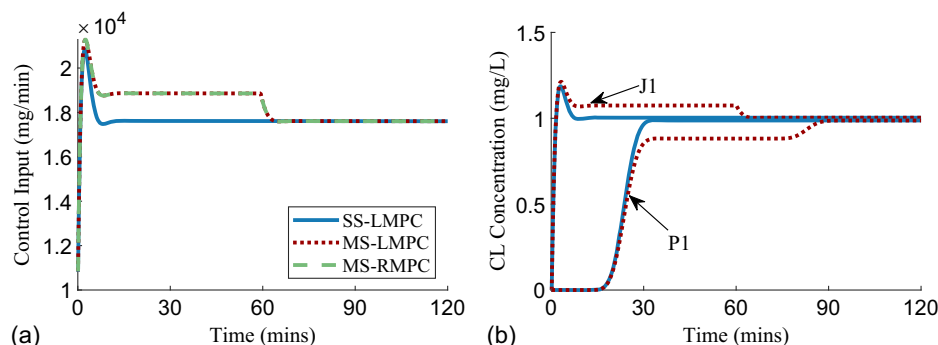 × 10⁴
2
1.8
1.6
1.4
1.2
1
0
30
60
90
120
Control Input (mg/min)
Time (mins)
SS-LMPC
MS-LMPC
MS-RMPC
(a)
1.5
1
0.5
0
0
30
60
90
120
CL Concentration (mg/L)
Time (mins)
J1
P1
(b)